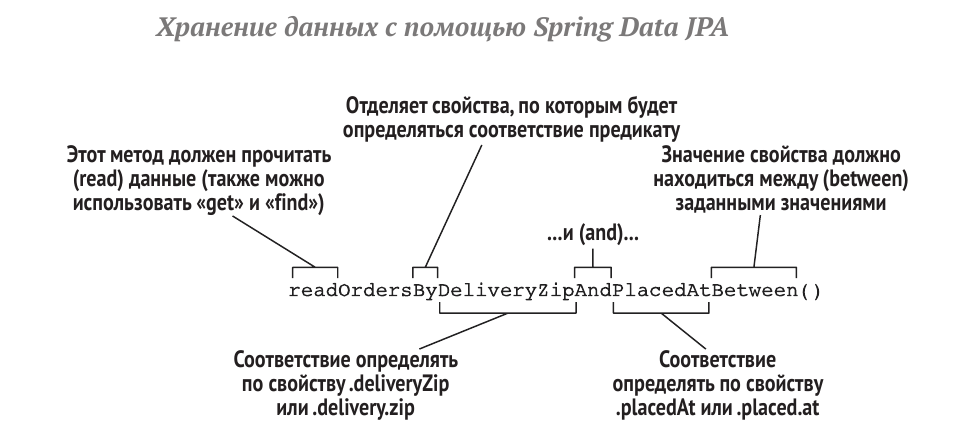 Хранение данных с помощью Spring Data JPA
Отделяет свойства, по которым будет
определяться соответствие предикату
Этот метод должен прочитать
(read) данные (также можно
использовать «get» и «find»)
Значение свойства должно
находиться между (between)
заданными значениями
...и (and)...
readOrdersByDeliveryZipAndPlacedAtBetween()
Соответствие определять
по свойству .deliveryZip
или .delivery.zip
Соответствие
определять по свойству
.placedAt или .placed.at